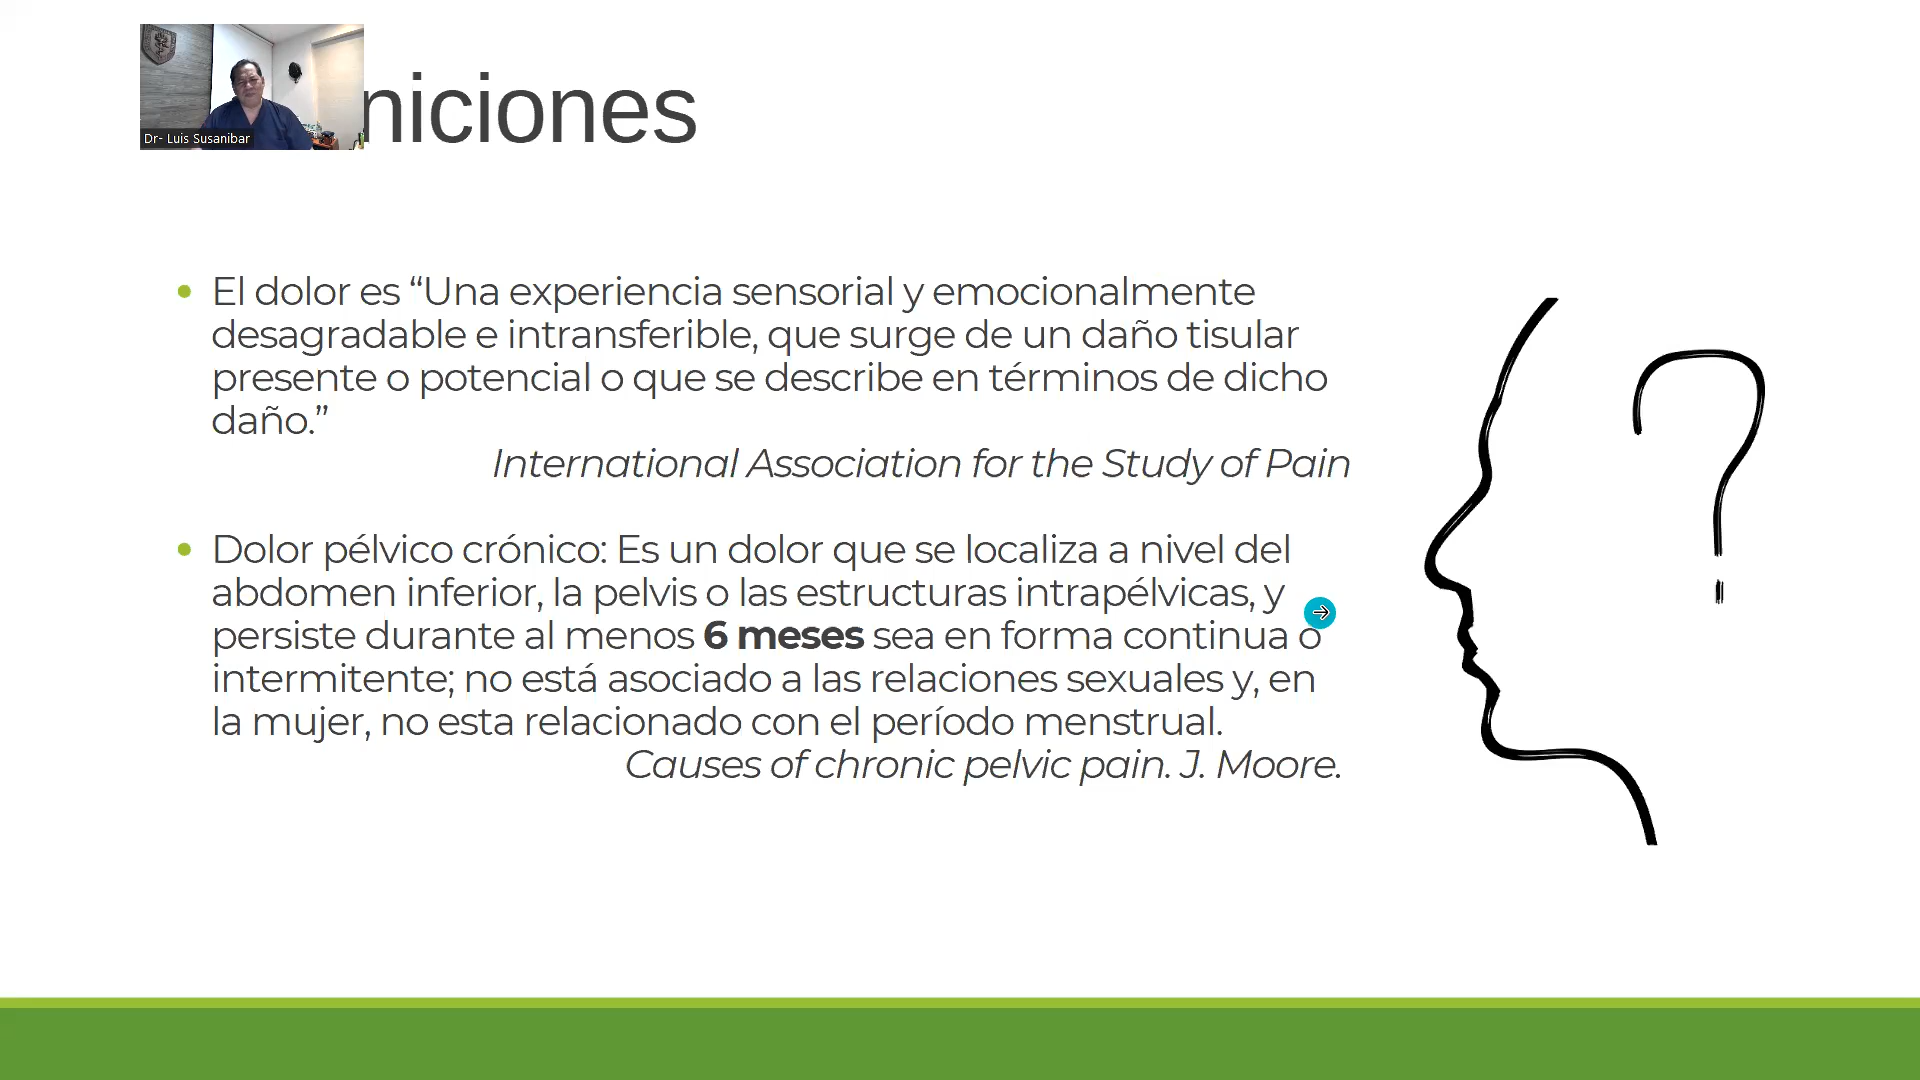 Dr- Luis Susanibar
niciones
El dolor es “Una experiencia sensorial y emocionalmente
desagradable e intransferible, que surge de un daño tisular
presente o potencial o que se describe en términos de dicho
daño.”
International Association for the Study of Pain
Dolor pélvico crónico: Es un dolor que se localiza a nivel del
abdomen inferior, la pelvis o las estructuras intrapélvicas, y
persiste durante al menos 6 meses sea en forma continua o
intermitente; no está asociado a las relaciones sexuales y, en
la mujer, no esta relacionado con el período menstrual.
Causes of chronic pelvic pain. J. Moore.